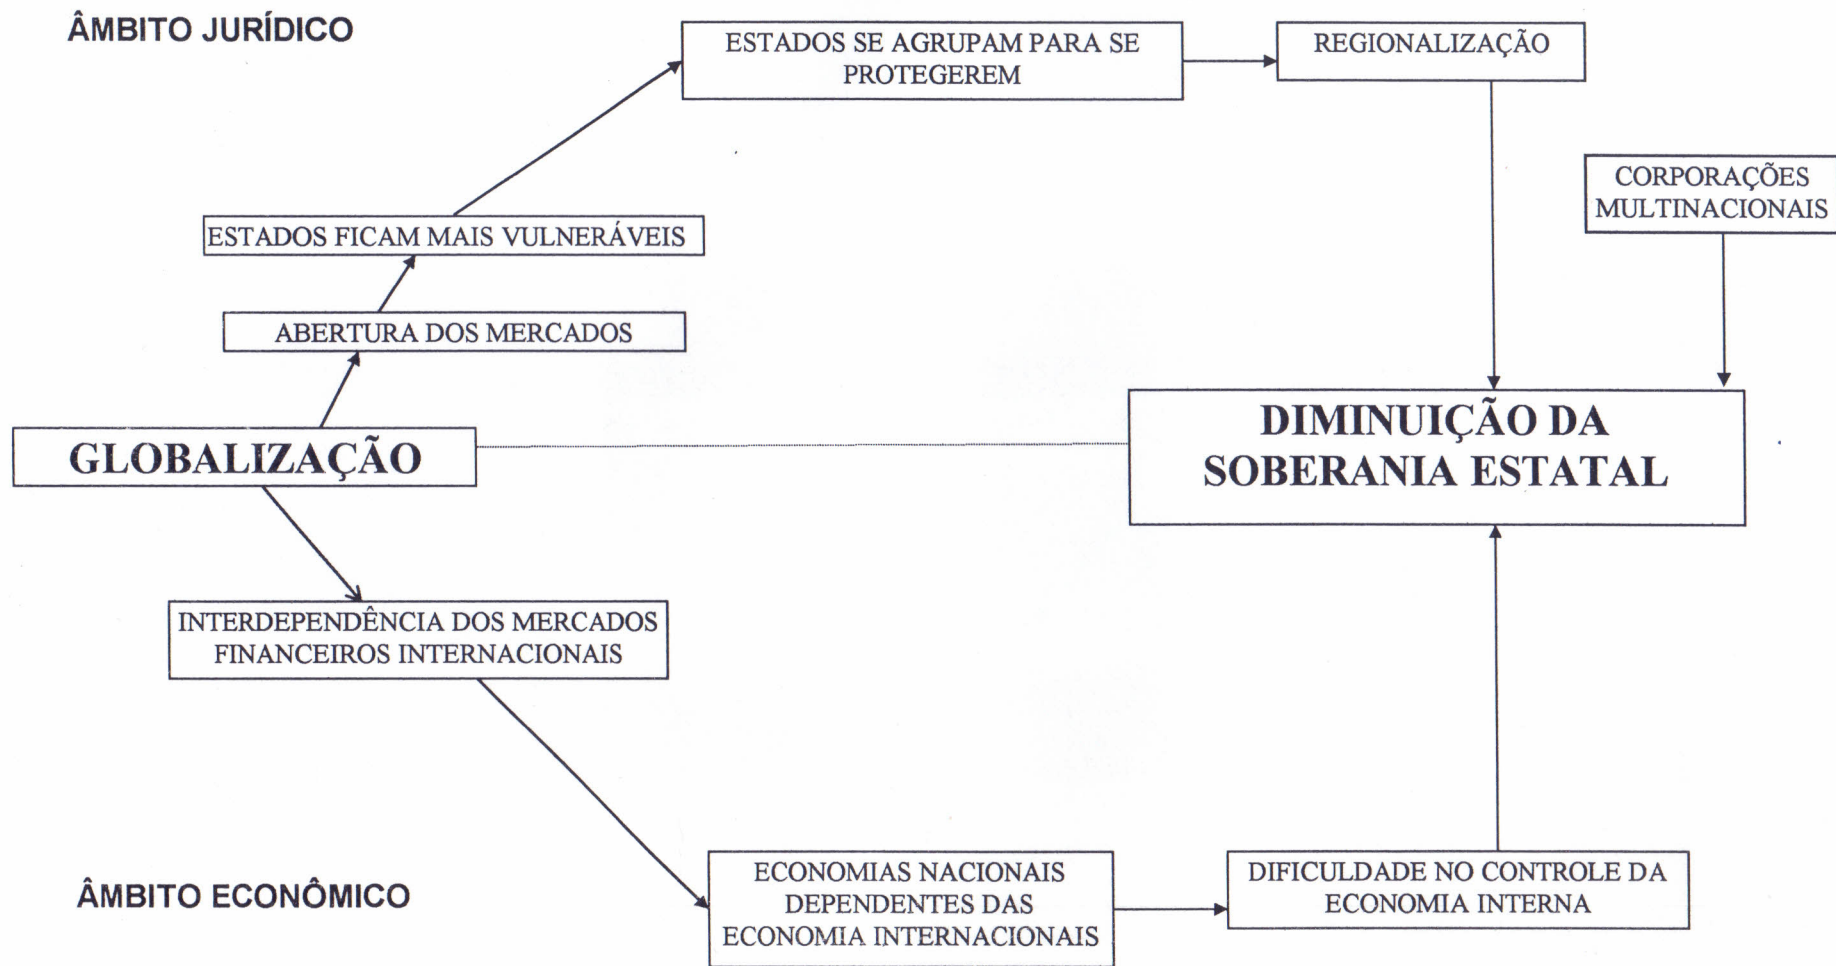 ÂMBITO JURÍDICO
ESTADOS SE AGRUPAM PARA SE
PROTEGEREM
REGIONALIZAÇÃO
CORPORAÇÕES
MULTINACIONAIS
ESTADOS FICAM MAIS VULNERÁVEIS
ABERTURA DOS MERCADOS
GLOBALIZAÇÃO
DIMINUIÇÃO DA
SOBERANIA ESTATAL
INTERDEPENDÊNCIA DOS MERCADOS
FINANCEIROS INTERNACIONAIS
ÂMBITO ECONÔMICO
ECONOMIAS NACIONAIS
DEPENDENTES DAS
ECONOMIA INTERNACIONAIS
DIFICULDADE NO CONTROLE DA
ECONOMIA INTERNA